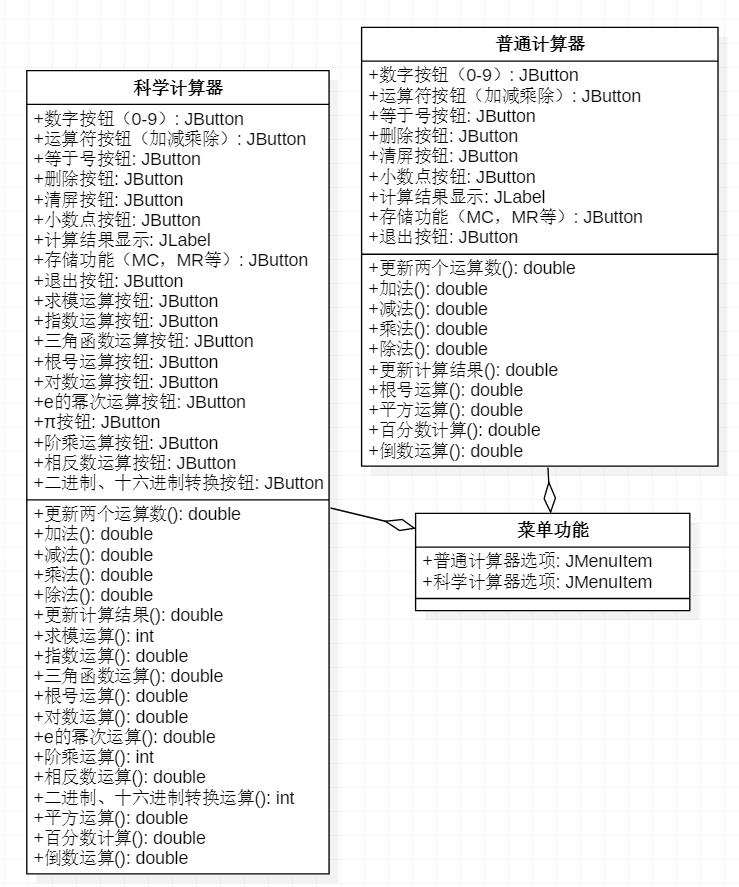 科学计算器
+数字按钮（0-9）: JButton
+运算符按钮（加减乘除）: JButton
+等于号按钮: JButton
+删除按钮: JButton
+清屏按钮: JButton
+小数点按钮: JButton
+计算结果显示: JLabel
+存储功能（MC，MR等）: JButton
+退出按钮: JButton
+求模运算按钮: JButton
+指数运算按钮: JButton
+三角函数运算按钮: JButton
+根号运算按钮: JButton
+对数运算按钮: JButton
+e的幂次运算按钮: JButton
+π按钮: JButton
+阶乘运算按钮: JButton
+相反数运算按钮: JButton
+二进制、十六进制转换按钮: JButton
+更新两个运算数(): double
+加法(): double
+减法(): double
+乘法(): double
+除法(): double
+更新计算结果(): double
+求模运算(): int
+指数运算(): double
+三角函数运算(): double
+根号运算(): double
+对数运算(): double
+e的幂次运算(): double
+阶乘运算(): int
+相反数运算(): double
+二进制、十六进制转换运算(): int
+平方运算(): double
+百分数计算(): double
+倒数运算(): double
普通计算器
+数字按钮（0-9）: JButton
+运算符按钮（加减乘除）: JButton
+等于号按钮: JButton
+删除按钮: JButton
+清屏按钮: JButton
+小数点按钮: JButton
+计算结果显示: JLabel
+存储功能（MC，MR等）: JButton
+退出按钮: JButton
+更新两个运算数(): double
+加法(): double
+减法(): double
+乘法(): double
+除法(): double
+更新计算结果(): double
+根号运算(): double
+平方运算(): double
+百分数计算(): double
+倒数运算(): double
菜单功能
+普通计算器选项: JMenuItem
+科学计算器选项: JMenuItem